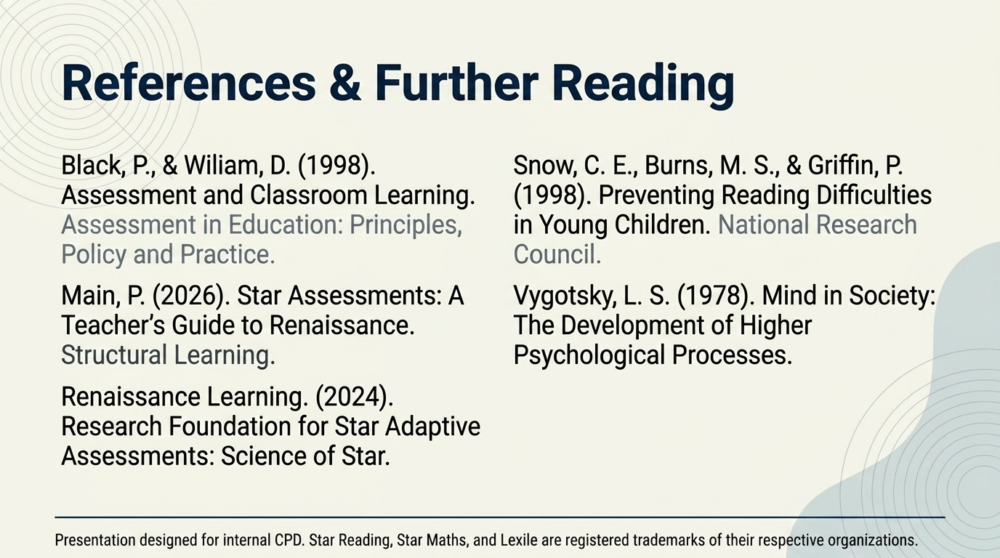 References & Further Reading
Black, P., & Wiliam, D. (1998).
Assessment and Classroom Learning.
Assessment in Education: Principles,
Policy and Practice.
Main, P. (2026). Star Assessments: A
Teacher’s Guide to Renaissance.
Structural Learning.
Renaissance Learning. (2024).
Research Foundation for Star Adaptive
Assessments: Science of Star.
Snow, C. E., Burns, M. S., & Griffin, P.
(1998). Preventing Reading Difficulties
in Young Children. National Research
Council.
Vygotsky, L. S. (1978). Mind in Society:
The Development of Higher
Psychological Processes.
Presentation designed for internal CPD. Star Reading, Star Maths, and Lexile are registered trademarks of their respective organizations.